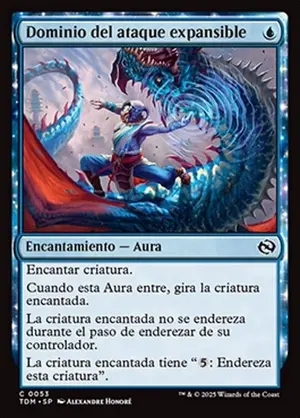 Dominio del ataque expansible
Encantamiento — Aura
Encantar criatura.
Cuando esta Aura entre, gira la criatura
encantada.
La criatura encantada no se endereza
durante el paso de enderezar de su
controlador.
La criatura encantada tiene “5: Endereza
esta criatura”.
C 0053
TDM • SP ALEXANDRE HONORÉ
™ & © 2025 Wizards of the Coast